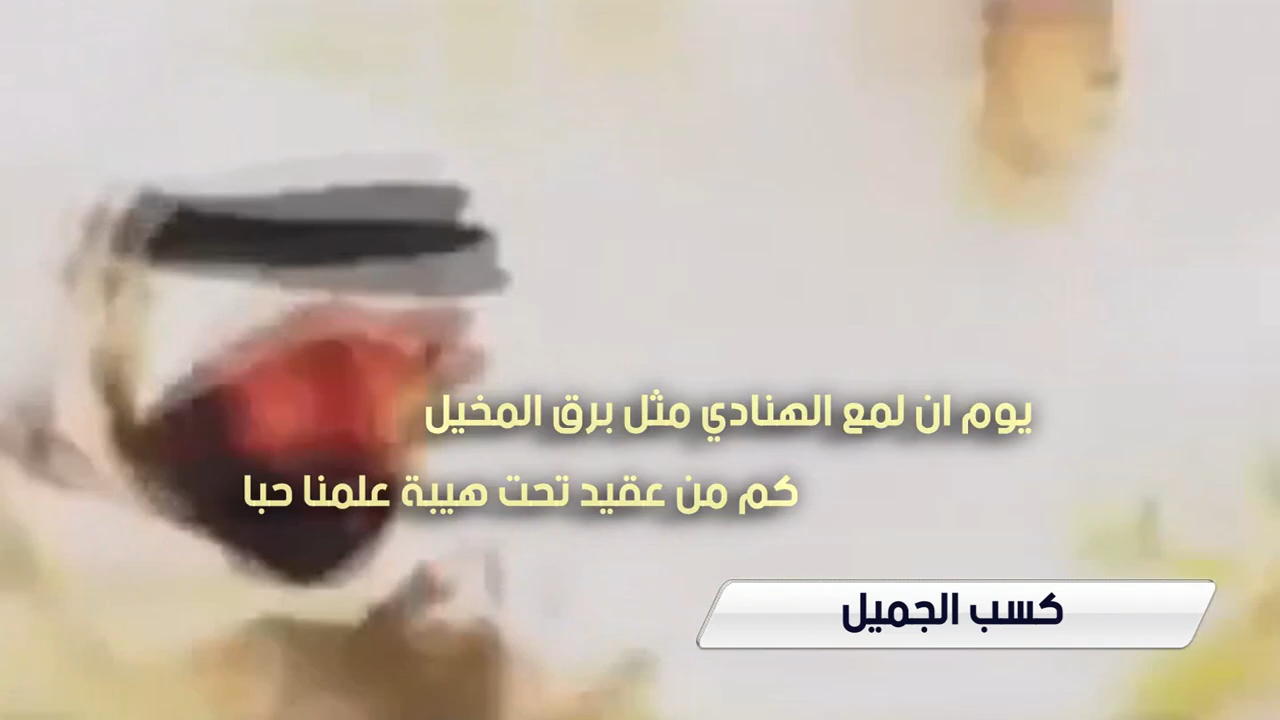 يوم ان لمع الهنادي مثل برق المخيل
كم من عقيد تحت هيبة علمنا حبا
كسب الجميل